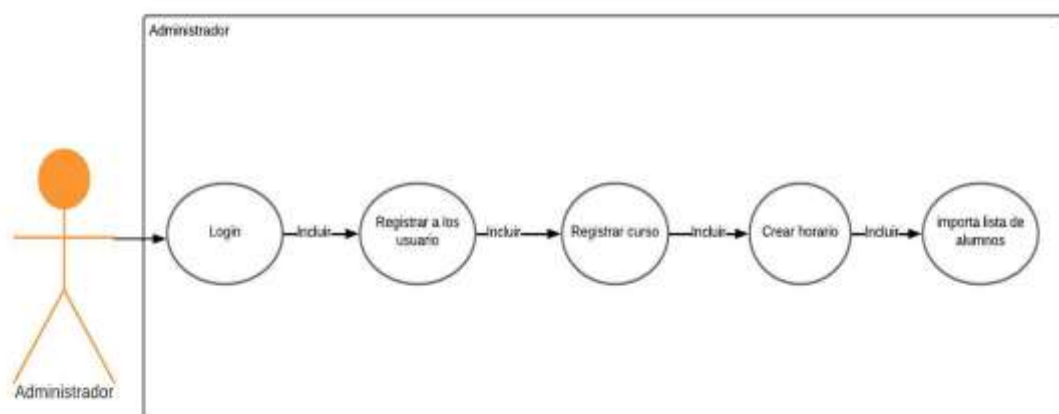 Administrador
Login
Incluir
Registrar a los
usuario
Incluir
Registrar curso
Incluir
Crear horario
Incluir
importa lista de
alumnos
Administrador